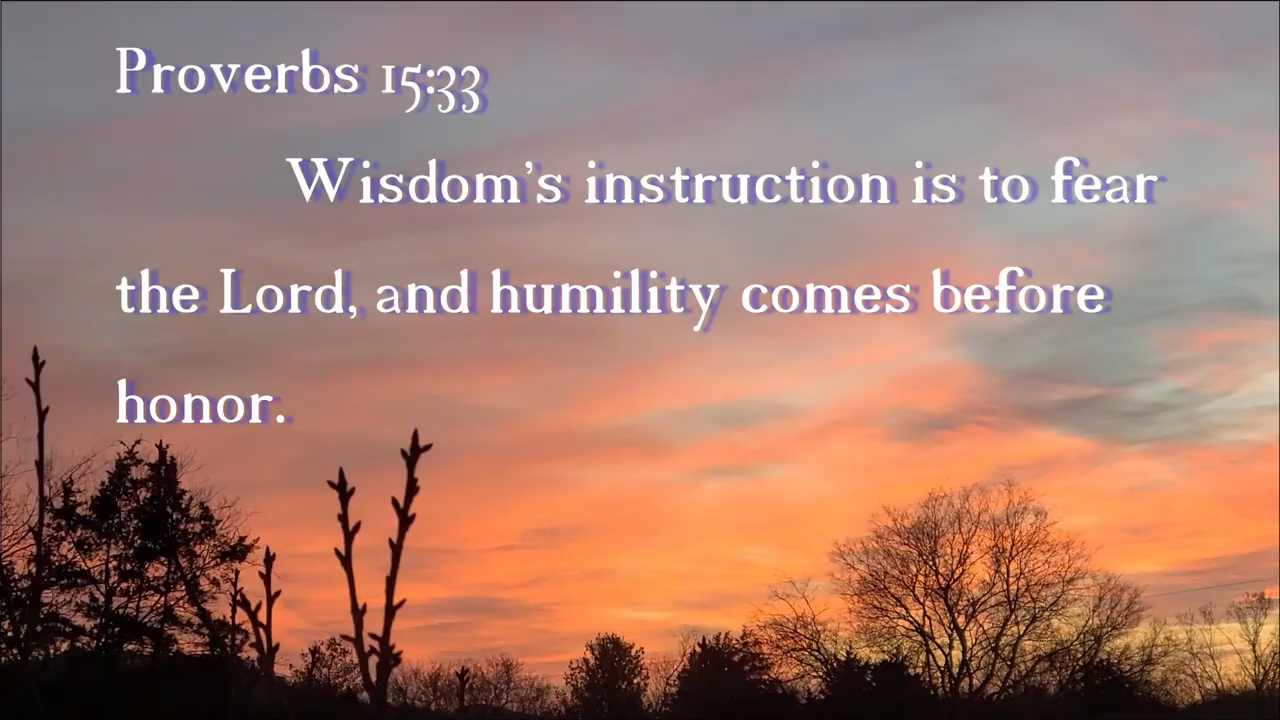 Proverbs 15:33
Wisdom's instruction is to fear
the Lord, and humility comes before
honor.